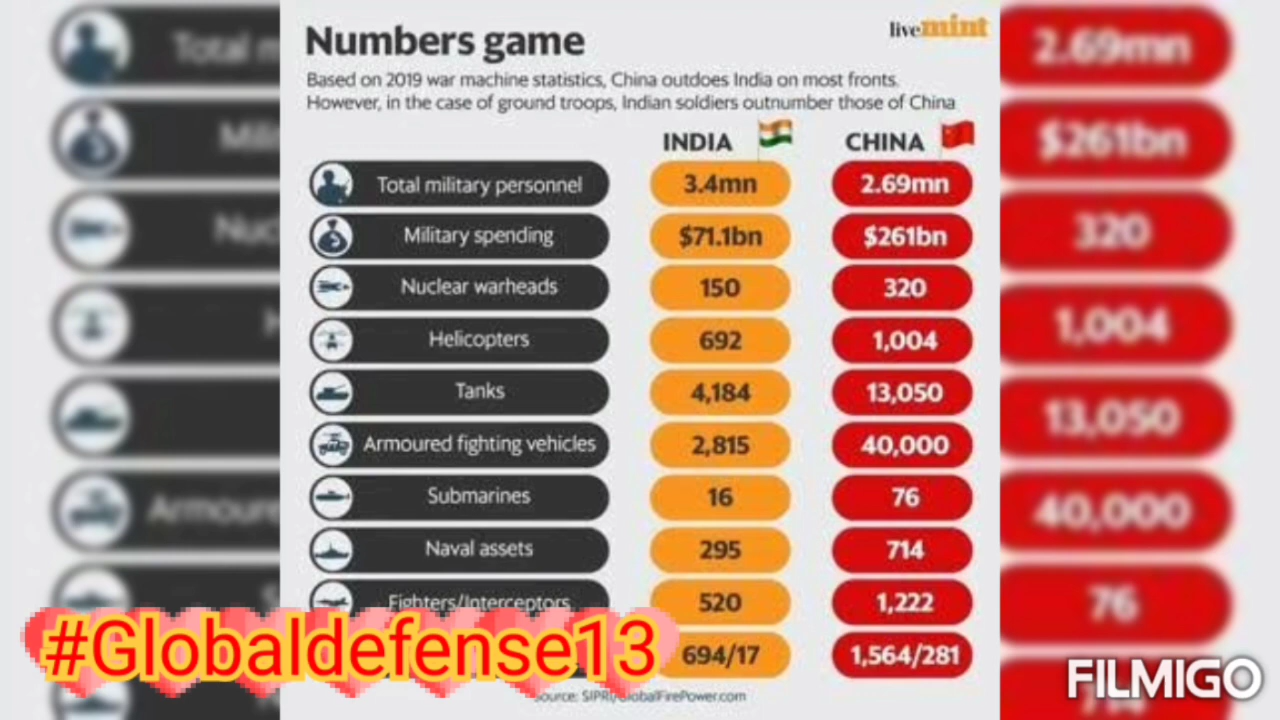 livemint
Numbers game
Based on 2019 war machine statistics, China outdoes India on most fronts.
However, in the case of ground troops, Indian soldiers outnumber those of China
INDIA CHINA
Total military personnel 3.4mn 2.69mn
Military spending $71.1bn $261bn
Nuclear warheads 150 320
Helicopters 692 1,004
Tanks 4,184 13,050
Armoured fighting vehicles 2,815 40,000
Submarines 16 76
Naval assets 295 714
Fighters/Interceptors 520 1,222
694/17 1,564/281
#Globaldefense13
Source: SIPRI/GlobalFirePower.com
FILMIGO
2.69mn
$261bn
320
1,004
13,050
40,000
76